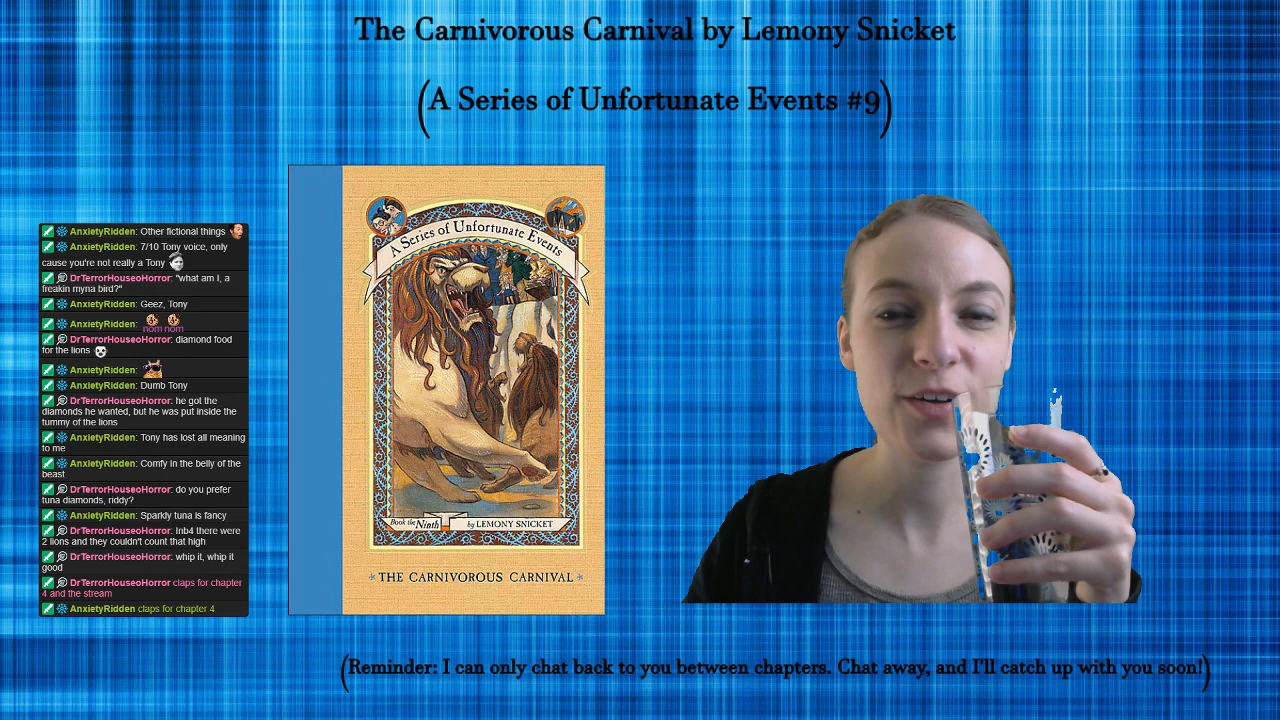 The Carnivorous Carnival by Lemony Snicket
(A Series of Unfortunate Events #9)
AnxietyRidden: Other fictional things
AnxietyRidden: 7/10 Tony voice, only
cause you're not really a Tony
DrTerrorHouseoHorror: "what am I, a
freakin myna bird?"
AnxietyRidden: Geez, Tony
AnxietyRidden: nom nom
DrTerrorHouseoHorror: diamond food
for the lions
AnxietyRidden:
AnxietyRidden: Dumb Tony
DrTerrorHouseoHorror: he got the
diamonds he wanted, but he was put inside the
tummy of the lions
AnxietyRidden: Tony has lost all meaning
to me
AnxietyRidden: Comfy in the belly of the
beast
DrTerrorHouseoHorror: do you prefer
tuna diamonds, riddy?
AnxietyRidden: Sparkly tuna is fancy
DrTerrorHouseoHorror: Inb4 there were
2 lions and they couldn't count that high
DrTerrorHouseoHorror: whip it, whip it
good
DrTerrorHouseoHorror claps for chapter
4 and the stream
AnxietyRidden claps for chapter 4
A Series of Unfortunate Events
Book the Ninth by LEMONY SNICKET
THE CARNIVOROUS CARNIVAL
(Reminder: I can only chat back to you between chapters. Chat away, and I'll catch up with you soon!)